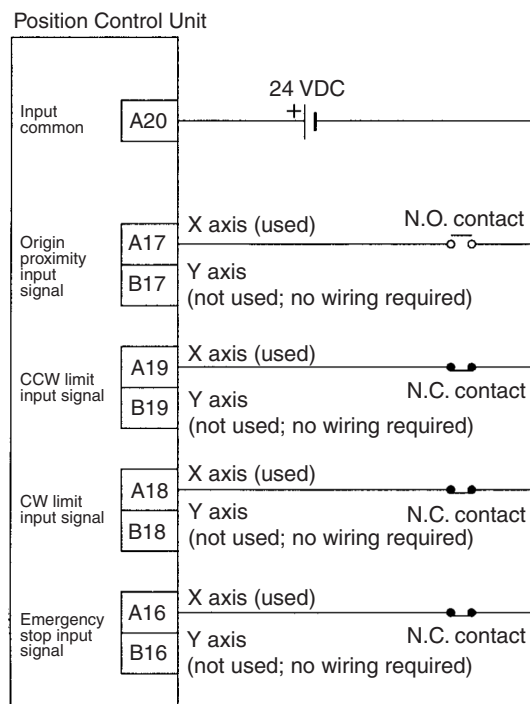 Position Control Unit
24 VDC
+
Input
common
A20
X axis (used)
N.O. contact
Origin
proximity
input
signal
A17
B17
Y axis
(not used; no wiring required)
X axis (used)
CCW limit
input signal
A19
B19
N.C. contact
Y axis
(not used; no wiring required)
X axis (used)
CW limit
input signal
A18
B18
N.C. contact
Y axis
(not used; no wiring required)
X axis (used)
Emergency
stop input
signal
A16
B16
N.C. contact
Y axis
(not used; no wiring required)